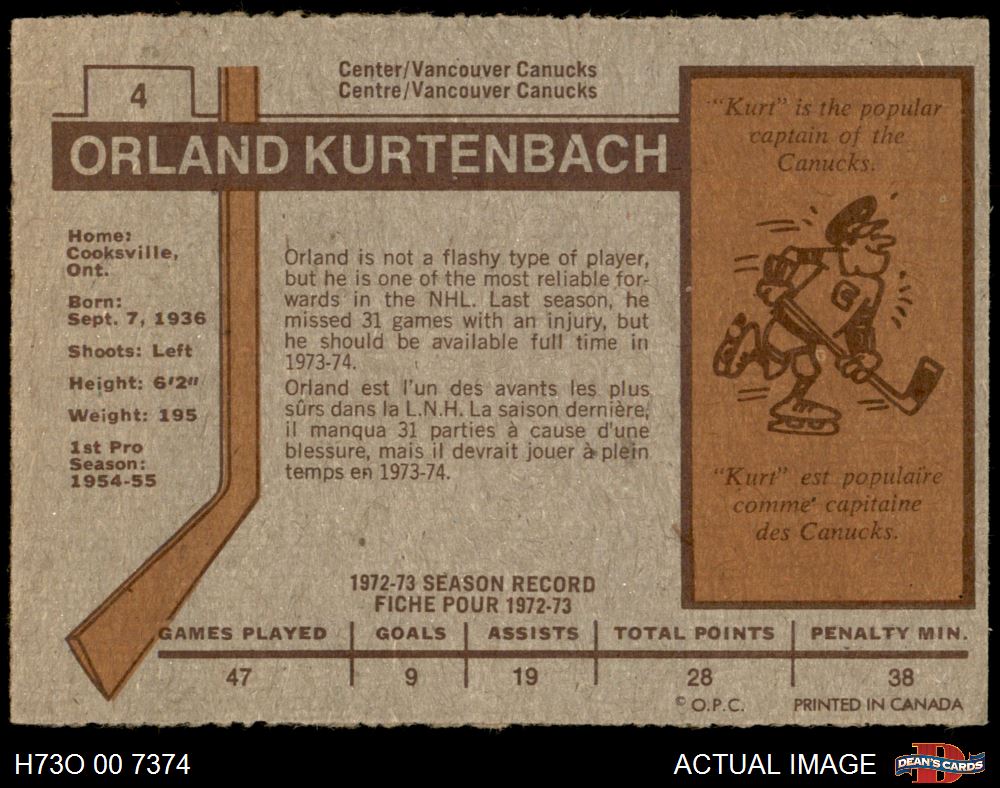 4
Center/Vancouver Canucks
Centre/Vancouver Canucks
ORLAND KURTENBACH
Home:
Cooksville,
Ont.
Born:
Sept. 7, 1936
Shoots: Left
Height: 6'2"
Weight: 195
1st Pro
Season:
1954-55
Orland is not a flashy type of player,
but he is one of the most reliable for-
wards in the NHL. Last season, he
missed 31 games with an injury, but
he should be available full time in
1973-74.
Orland est l'un des avants les plus
sûrs dans la L.N.H. La saison dernière,
il manqua 31 parties à cause d'une
blessure, mais il devrait jouer à plein
temps en 1973-74.
"Kurt" is the popular
captain of the
Canucks.
C
"Kurt" est populaire
comme capitaine
des Canucks.
1972-73 SEASON RECORD
FICHE POUR 1972-73
GAMES PLAYED GOALS ASSISTS TOTAL POINTS PENALTY MIN.
47 9 19 28 38
© O.P.C. PRINTED IN CANADA
H73O 00 7374 ACTUAL IMAGE
D
DEAN'S CARDS